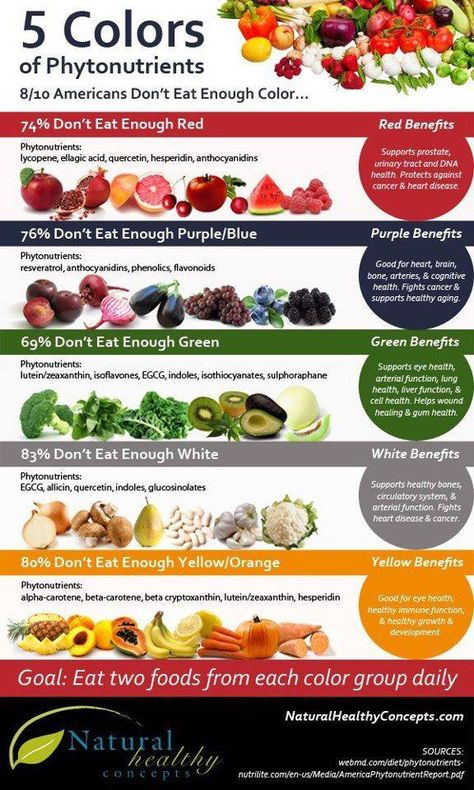 5 Colors
of Phytonutrients
8/10 Americans Don't Eat Enough Color...
74% Don't Eat Enough Red
Red Benefits
Phytonutrients:
lycopene, ellagic acid, quercetin, hesperidin, anthocyanidins
Supports prostate,
urinary tract and DNA
health. Protects against
cancer & heart disease.
76% Don't Eat Enough Purple/Blue
Purple Benefits
Phytonutrients:
resveratrol, anthocyanidins, phenolics, flavonoids
Good for heart, brain,
bone, arteries, & cognitive
health. Fights cancer &
supports healthy aging.
69% Don't Eat Enough Green
Green Benefits
Phytonutrients:
lutein/zeaxanthin, isoflavones, EGCG, indoles, isothiocyanates, sulphoraphane
Supports eye health,
arterial function, lung
health, liver function, &
cell health. Helps wound
healing & gum health.
83% Don't Eat Enough White
White Benefits
Phytonutrients:
EGCG, allicin, quercetin, indoles, glucosinolates
Supports healthy bones,
circulatory system, &
arterial function. Fights
heart disease & cancer.
80% Don't Eat Enough Yellow/Orange
Yellow Benefits
Phytonutrients:
alpha-carotene, beta-carotene, beta cryptoxanthin, lutein/zeaxanthin, hesperidin
Good for eye health,
healthy immune function,
& healthy growth &
development.
Goal: Eat two foods from each color group daily
Natural
healthy
CONCEPTS
NaturalHealthyConcepts.com
SOURCES:
webmd.com/diet/phytonutrients-
nutrilite.com/en-us/Media/AmericaPhytonutrientReport.pdf